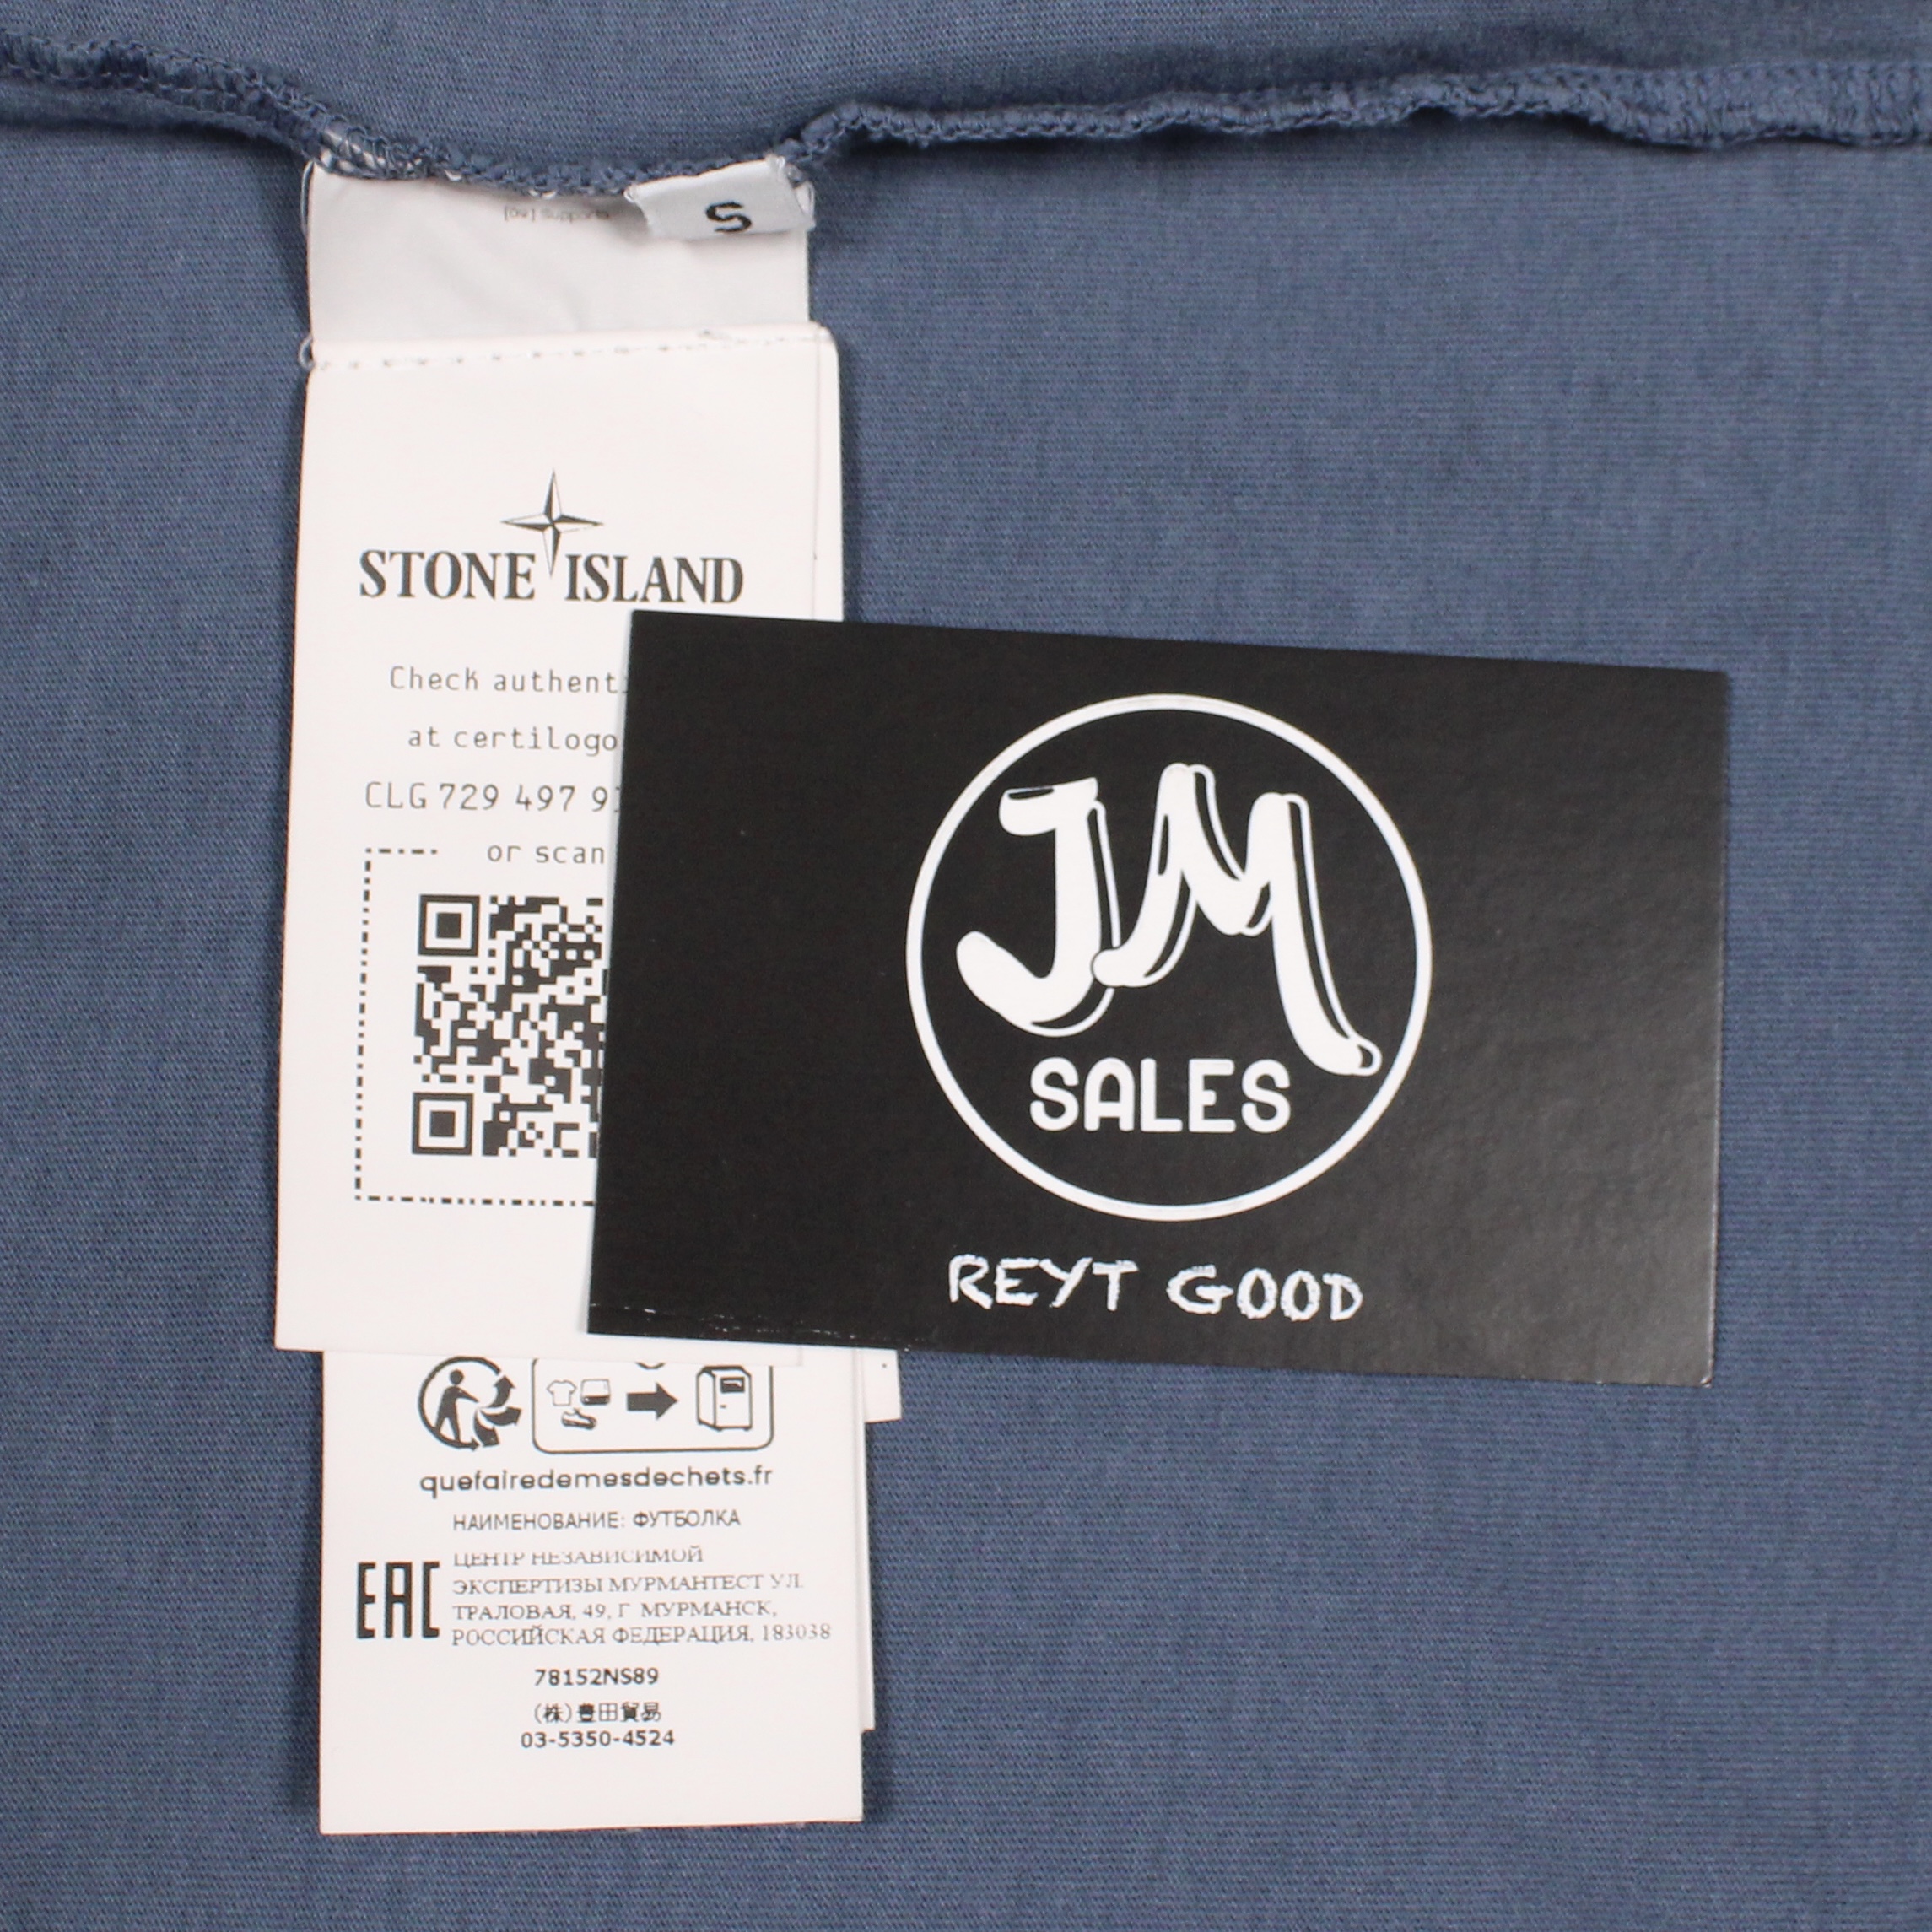 S
STONE ISLAND
Check authent
at certilogo
CLG 729 497 9
or scan
JM
SALES
REYT GOOD
quefairedemesdechets.fr
НАИМЕНОВАНИЕ: ФУТБОЛКА
ЦЕНТР НЕЗАВИСИМОЙ
EAC
ЭКСПЕРТИЗЫ МУРМАНТЕСТ УЛ.
ТРАЛОВАЯ, 49, Г МУРМАНСК,
РОССИЙСКАЯ ФЕДЕРАЦИЯ, 183038
78152NS89
(株)豊田貿易
03-5350-4524